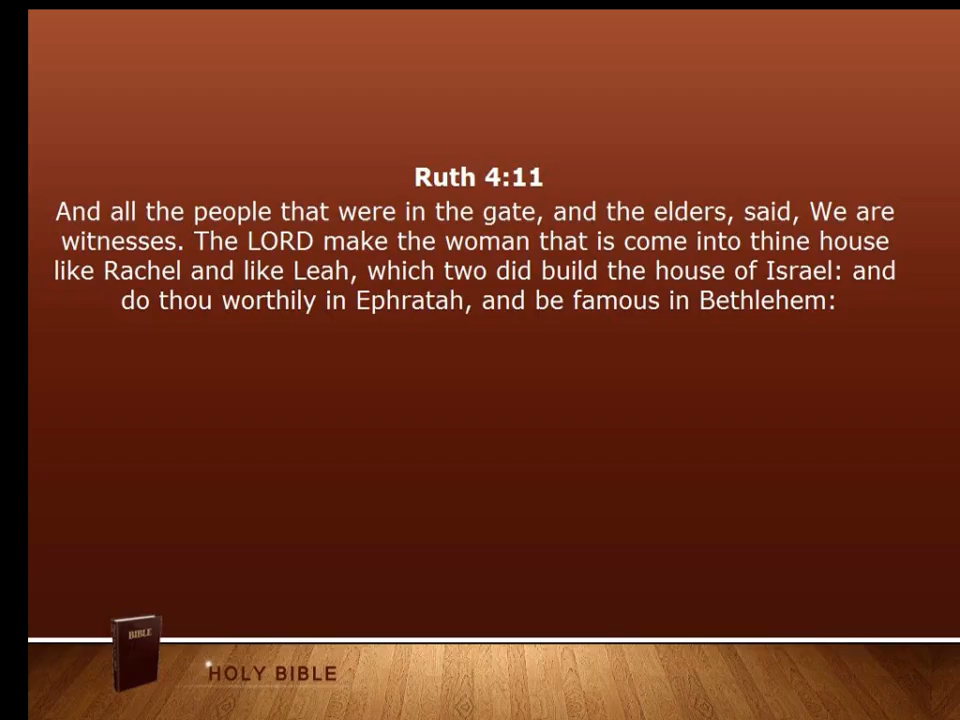 Ruth 4:11
And all the people that were in the gate, and the elders, said, We are
witnesses. The LORD make the woman that is come into thine house
like Rachel and like Leah, which two did build the house of Israel: and
do thou worthily in Ephratah, and be famous in Bethlehem:
BIBLE
HOLY BIBLE